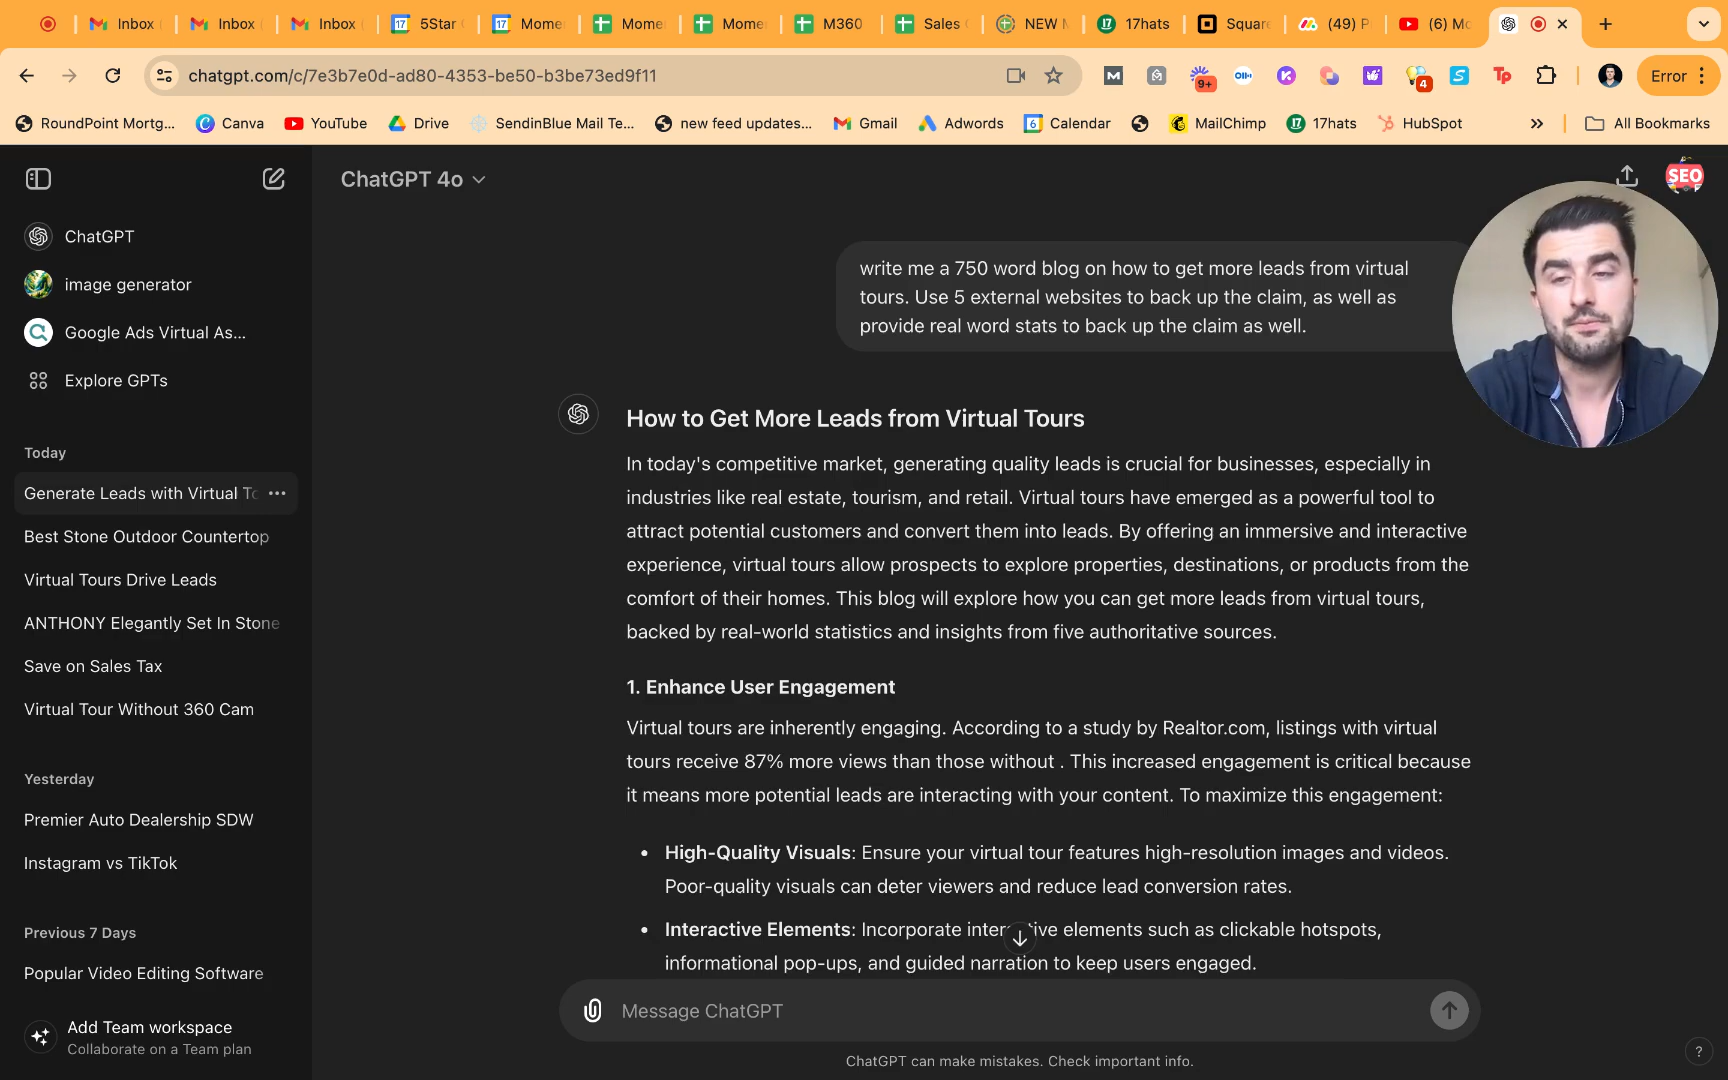 Inbox
Inbox
Inbox
17
5Star
17
Mome
Mome
Mome
M360
Sales
NEW
17
17hats
Square
(49) P
(6) Mo
chatgpt.com/c/7e3b7e0d-ad80-4353-be50-b3be73ed9f11
9+
4
Tp
Error
RoundPoint Mortg...
Canva
YouTube
Drive
SendinBlue Mail Te...
new feed updates...
Gmail
Adwords
6
Calendar
MailChimp
17
17hats
HubSpot
All Bookmarks
ChatGPT 4o
SEO
ChatGPT
image generator
Google Ads Virtual As...
Explore GPTs
Today
Generate Leads with Virtual To
Best Stone Outdoor Countertop
Virtual Tours Drive Leads
ANTHONY Elegantly Set In Stone
Save on Sales Tax
Virtual Tour Without 360 Cam
Yesterday
Premier Auto Dealership SDW
Instagram vs TikTok
Previous 7 Days
Popular Video Editing Software
Add Team workspace
Collaborate on a Team plan
write me a 750 word blog on how to get more leads from virtual
tours. Use 5 external websites to back up the claim, as well as
provide real word stats to back up the claim as well.
How to Get More Leads from Virtual Tours
In today's competitive market, generating quality leads is crucial for businesses, especially in
industries like real estate, tourism, and retail. Virtual tours have emerged as a powerful tool to
attract potential customers and convert them into leads. By offering an immersive and interactive
experience, virtual tours allow prospects to explore properties, destinations, or products from the
comfort of their homes. This blog will explore how you can get more leads from virtual tours,
backed by real-world statistics and insights from five authoritative sources.
1. Enhance User Engagement
Virtual tours are inherently engaging. According to a study by Realtor.com, listings with virtual
tours receive 87% more views than those without . This increased engagement is critical because
it means more potential leads are interacting with your content. To maximize this engagement:
• High-Quality Visuals: Ensure your virtual tour features high-resolution images and videos.
Poor-quality visuals can deter viewers and reduce lead conversion rates.
• Interactive Elements: Incorporate interactive elements such as clickable hotspots,
informational pop-ups, and guided narration to keep users engaged.
Message ChatGPT
ChatGPT can make mistakes. Check important info.
?